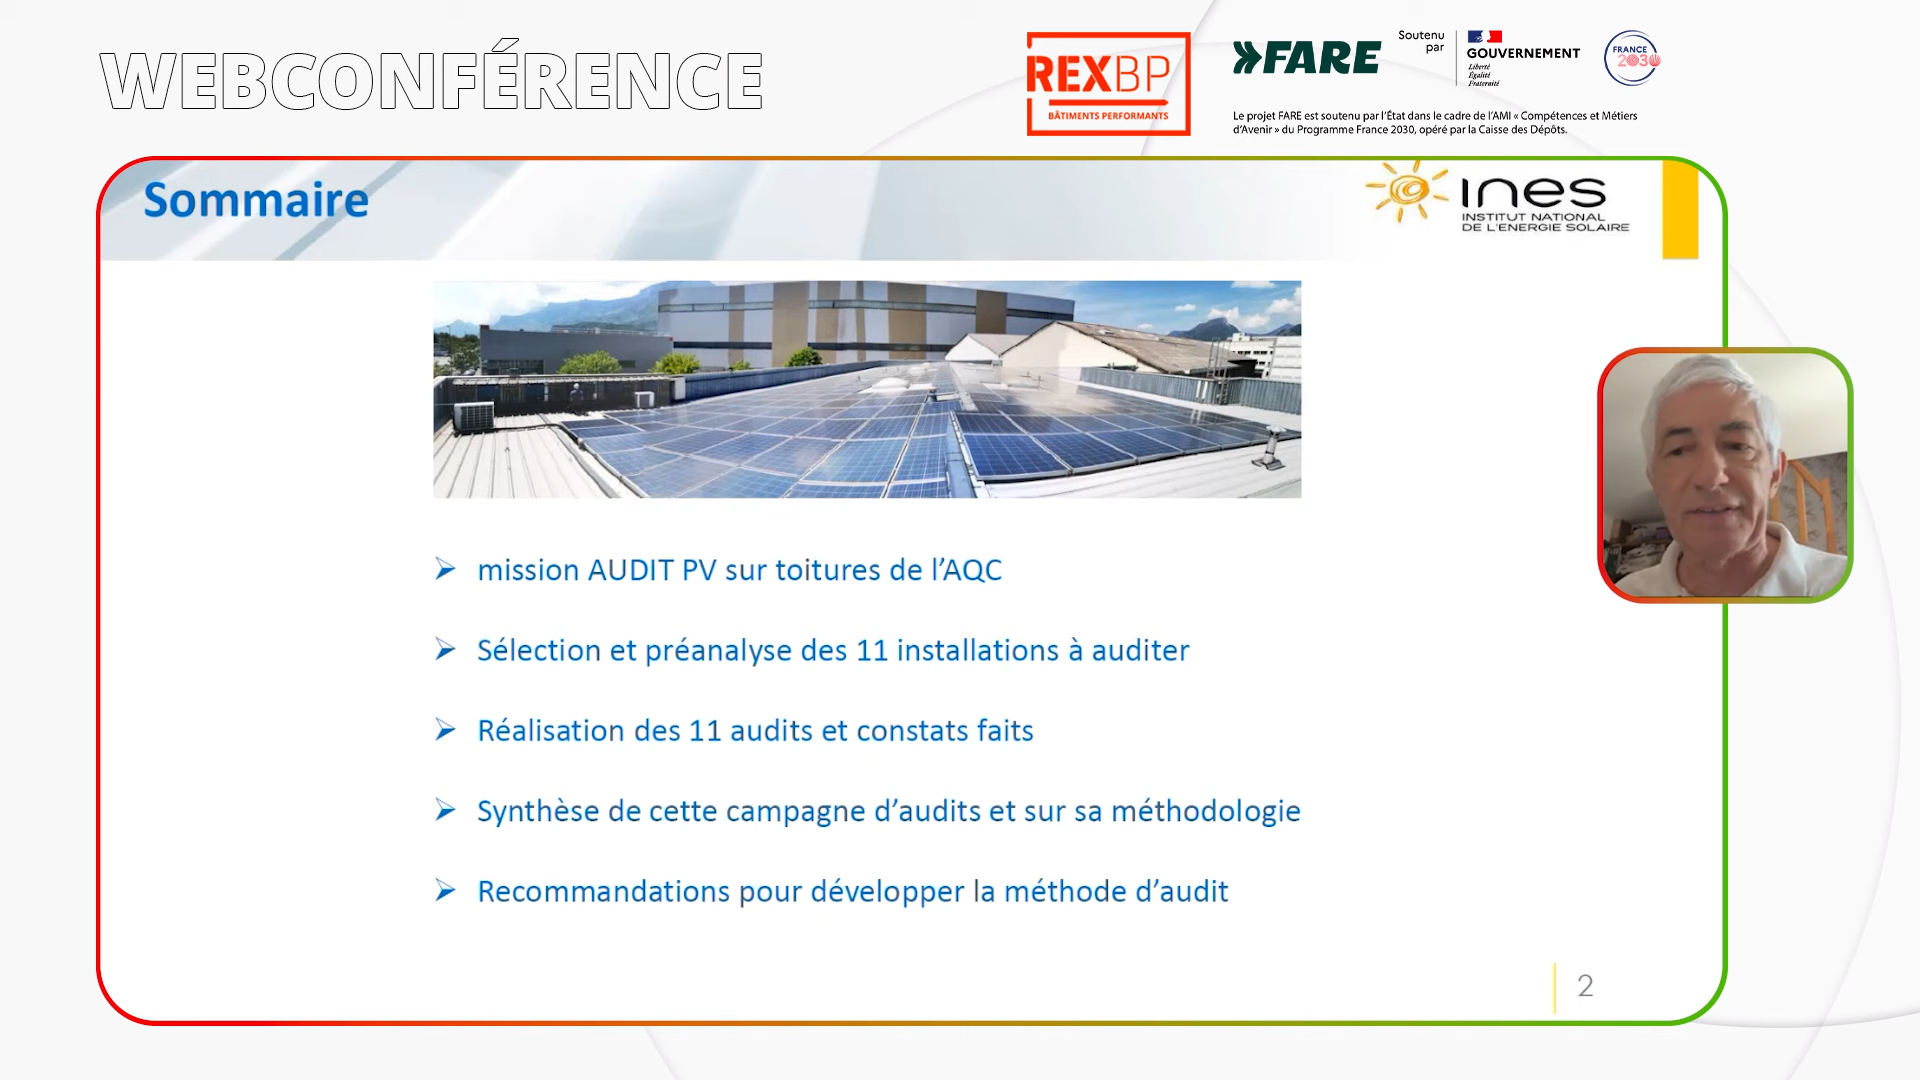 WEBCONFÉRENCE
REXBP
BÂTIMENTS PERFORMANTS
FARE
Soutenu
par
GOUVERNEMENT
Liberté
Égalité
Fraternité
FRANCE
2030
Le projet FARE est soutenu par l'État dans le cadre de l'AMI « Compétences et Métiers
d'Avenir » du Programme France 2030, opéré par la Caisse des Dépôts.
Sommaire
ines
INSTITUT NATIONAL
DE L'ENERGIE SOLAIRE
mission AUDIT PV sur toitures de l'AQC
Sélection et préanalyse des 11 installations à auditer
Réalisation des 11 audits et constats faits
Synthèse de cette campagne d'audits et sur sa méthodologie
Recommandations pour développer la méthode d'audit
2